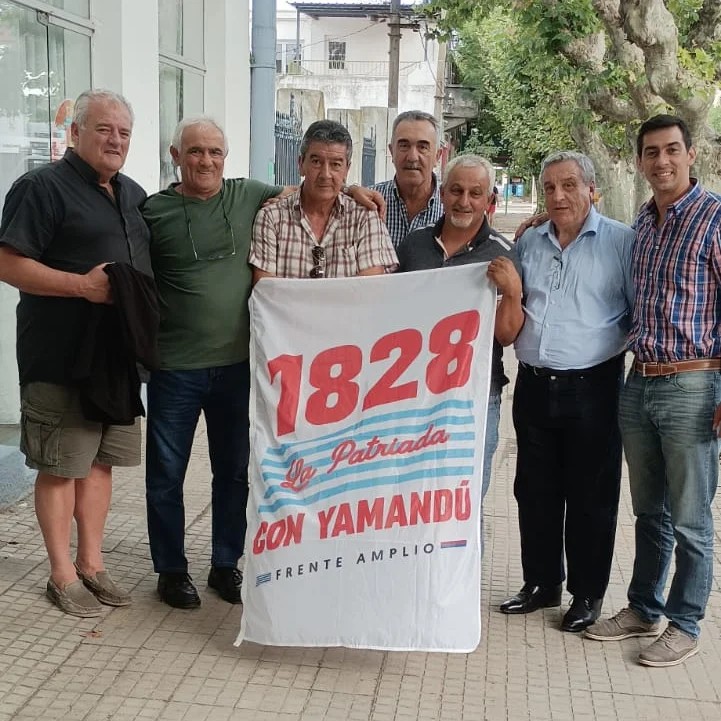 1828
La Patriada
CON YAMANDÚ
FRENTE AMPLIO